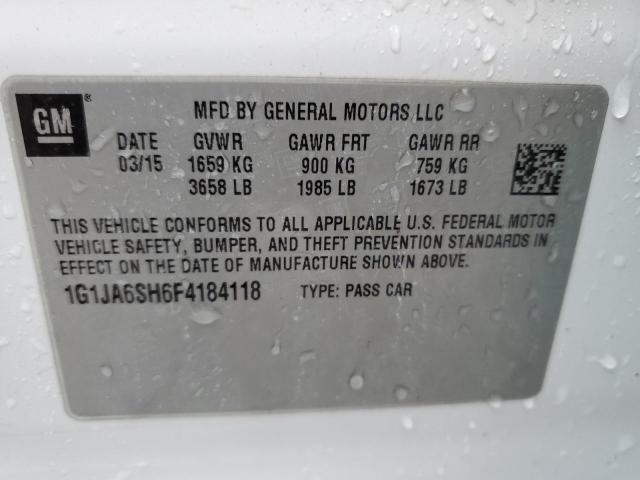 GM®
MFD BY GENERAL MOTORS LLC
DATE GVWR GAWR FRT GAWR RR
03/15 1659 KG 900 KG 759 KG
3658 LB 1985 LB 1673 LB
THIS VEHICLE CONFORMS TO ALL APPLICABLE U.S. FEDERAL MOTOR
VEHICLE SAFETY, BUMPER, AND THEFT PREVENTION STANDARDS IN
EFFECT ON THE DATE OF MANUFACTURE SHOWN ABOVE.
1G1JA6SH6F4184118 TYPE: PASS CAR